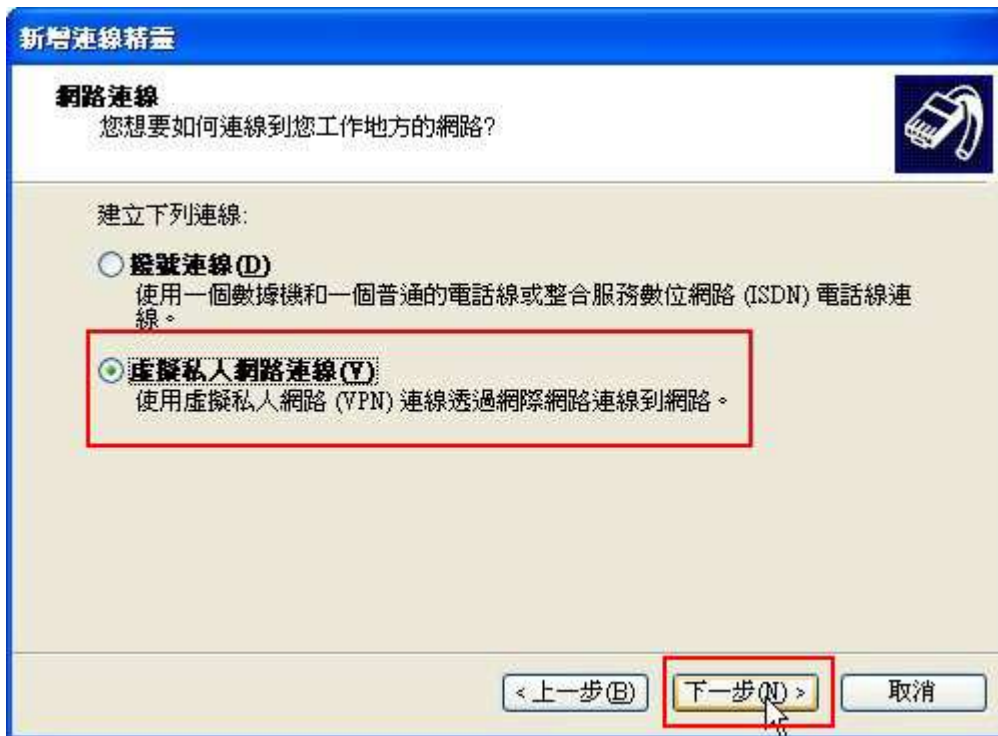 新增連線精靈
網路連線
您想要如何連線到您工作地方的網路?
建立下列連線:
撥號連線(D)
使用一個數據機和一個普通的電話線或整合服務數位網路 (ISDN) 電話線連
線。
虛擬私人網路連線(V)
使用虛擬私人網路 (VPN) 連線透過網際網路連線到網路。
<上一步(B) 下一步(N)> 取消